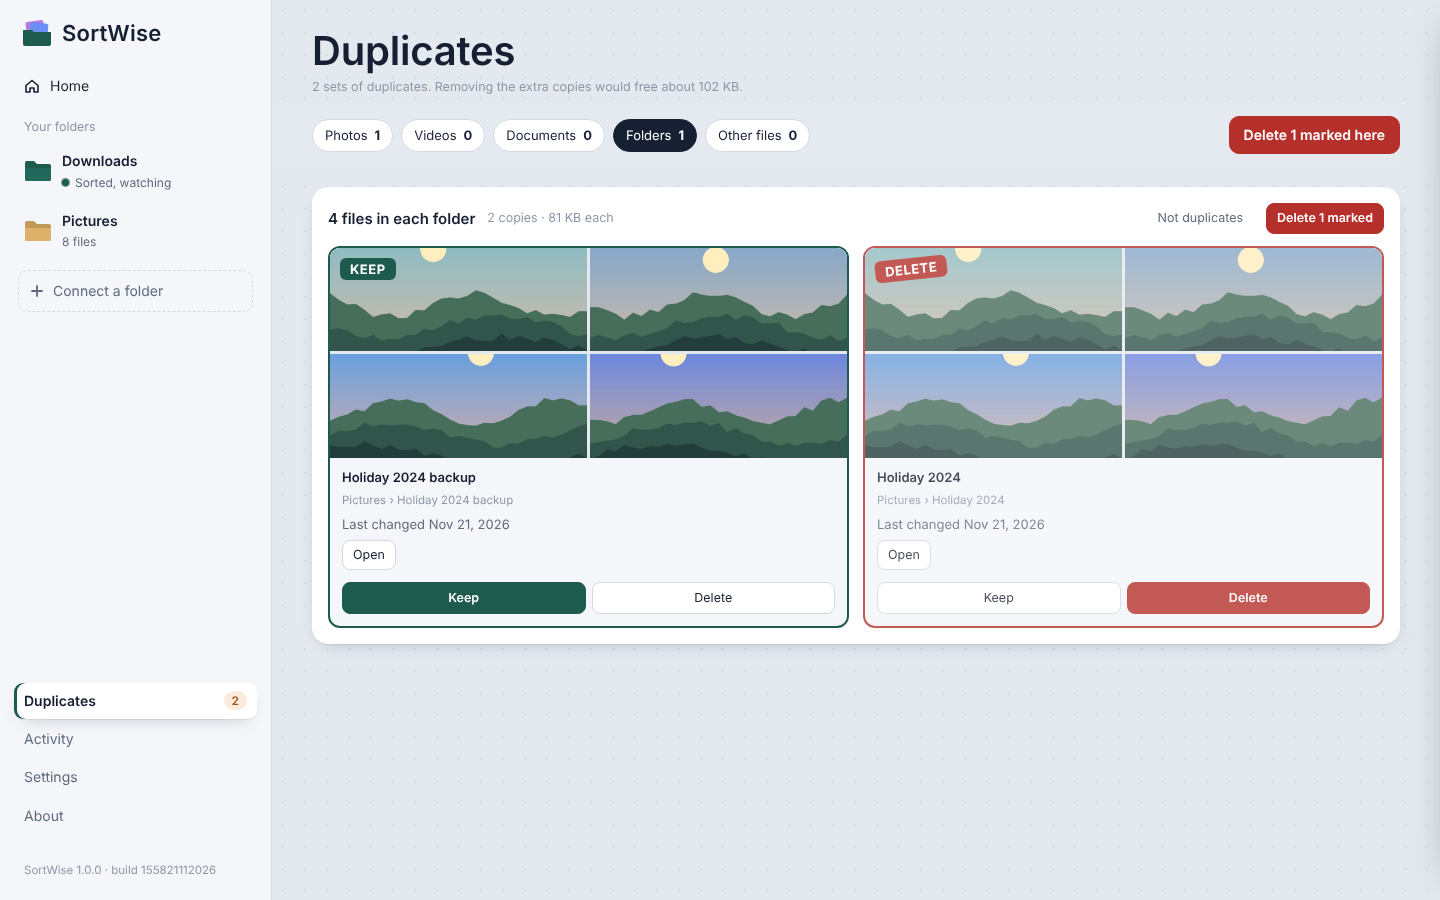 SortWise
Home
Your folders
Downloads
Sorted, watching
Pictures
8 files
Connect a folder
Duplicates 2
Activity
Settings
About
SortWise 1.0.0 · build 155821112026
Duplicates
2 sets of duplicates. Removing the extra copies would free about 102 KB.
Photos 1 Videos 0 Documents 0 Folders 1 Other files 0 Delete 1 marked here
4 files in each folder 2 copies · 81 KB each Not duplicates Delete 1 marked
KEEP
Holiday 2024 backup
Pictures › Holiday 2024 backup
Last changed Nov 21, 2026
Open
Keep Delete
DELETE
Holiday 2024
Pictures › Holiday 2024
Last changed Nov 21, 2026
Open
Keep Delete